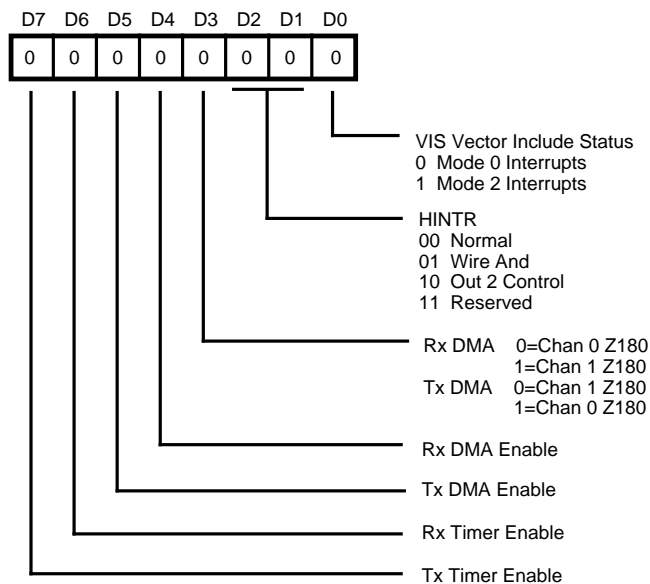 D7 D6 D5 D4 D3 D2 D1 D0
0 0 0 0 0 0 0 0
VIS Vector Include Status
0 Mode 0 Interrupts
1 Mode 2 Interrupts
HINTR
00 Normal
01 Wire And
10 Out 2 Control
11 Reserved
Rx DMA 0=Chan 0 Z180
1=Chan 1 Z180
Tx DMA 0=Chan 1 Z180
1=Chan 0 Z180
Rx DMA Enable
Tx DMA Enable
Rx Timer Enable
Tx Timer Enable